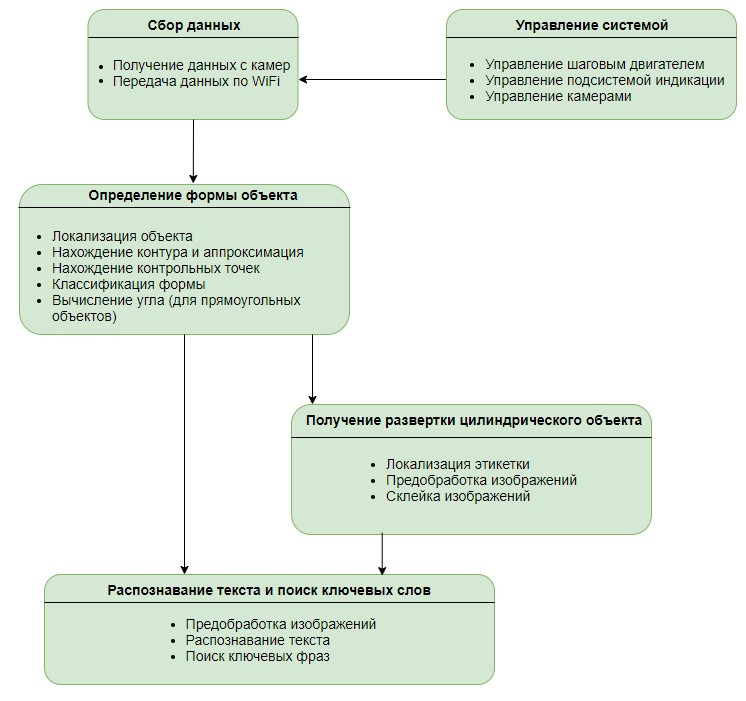 Сбор данных
• Получение данных с камер
• Передача данных по WiFi
Управление системой
• Управление шаговым двигателем
• Управление подсистемой индикации
• Управление камерами
Определение формы объекта
• Локализация объекта
• Нахождение контура и аппроксимация
• Нахождение контрольных точек
• Классификация формы
• Вычисление угла (для прямоугольных
объектов)
Получение развертки цилиндрического объекта
• Локализация этикетки
• Предобработка изображений
• Склейка изображений
Распознавание текста и поиск ключевых слов
• Предобработка изображений
• Распознавание текста
• Поиск ключевых фраз